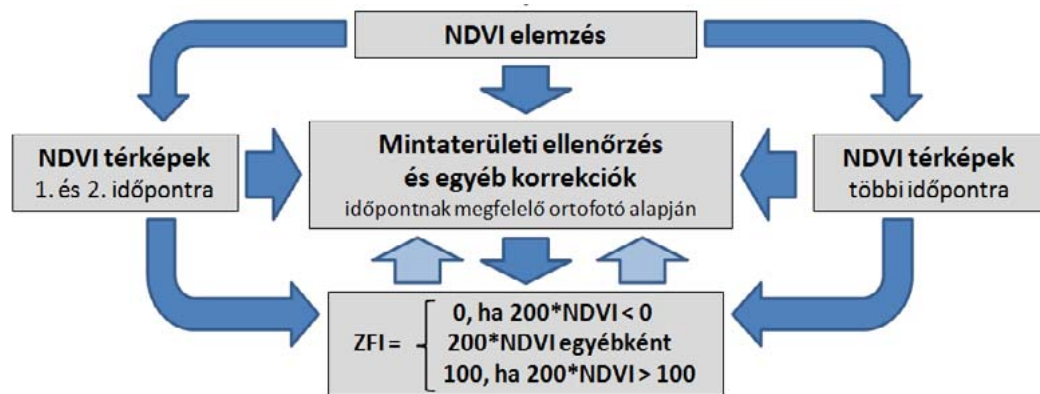 NDVI elemzés
NDVI térképek
1. és 2. időpontra
Mintaterületi ellenőrzés
és egyéb korrekciók
időpontnak megfelelő ortofotó alapján
NDVI térképek
többi időpontra
ZFI =
0, ha 200*NDVI < 0
200*NDVI egyébként
100, ha 200*NDVI > 100